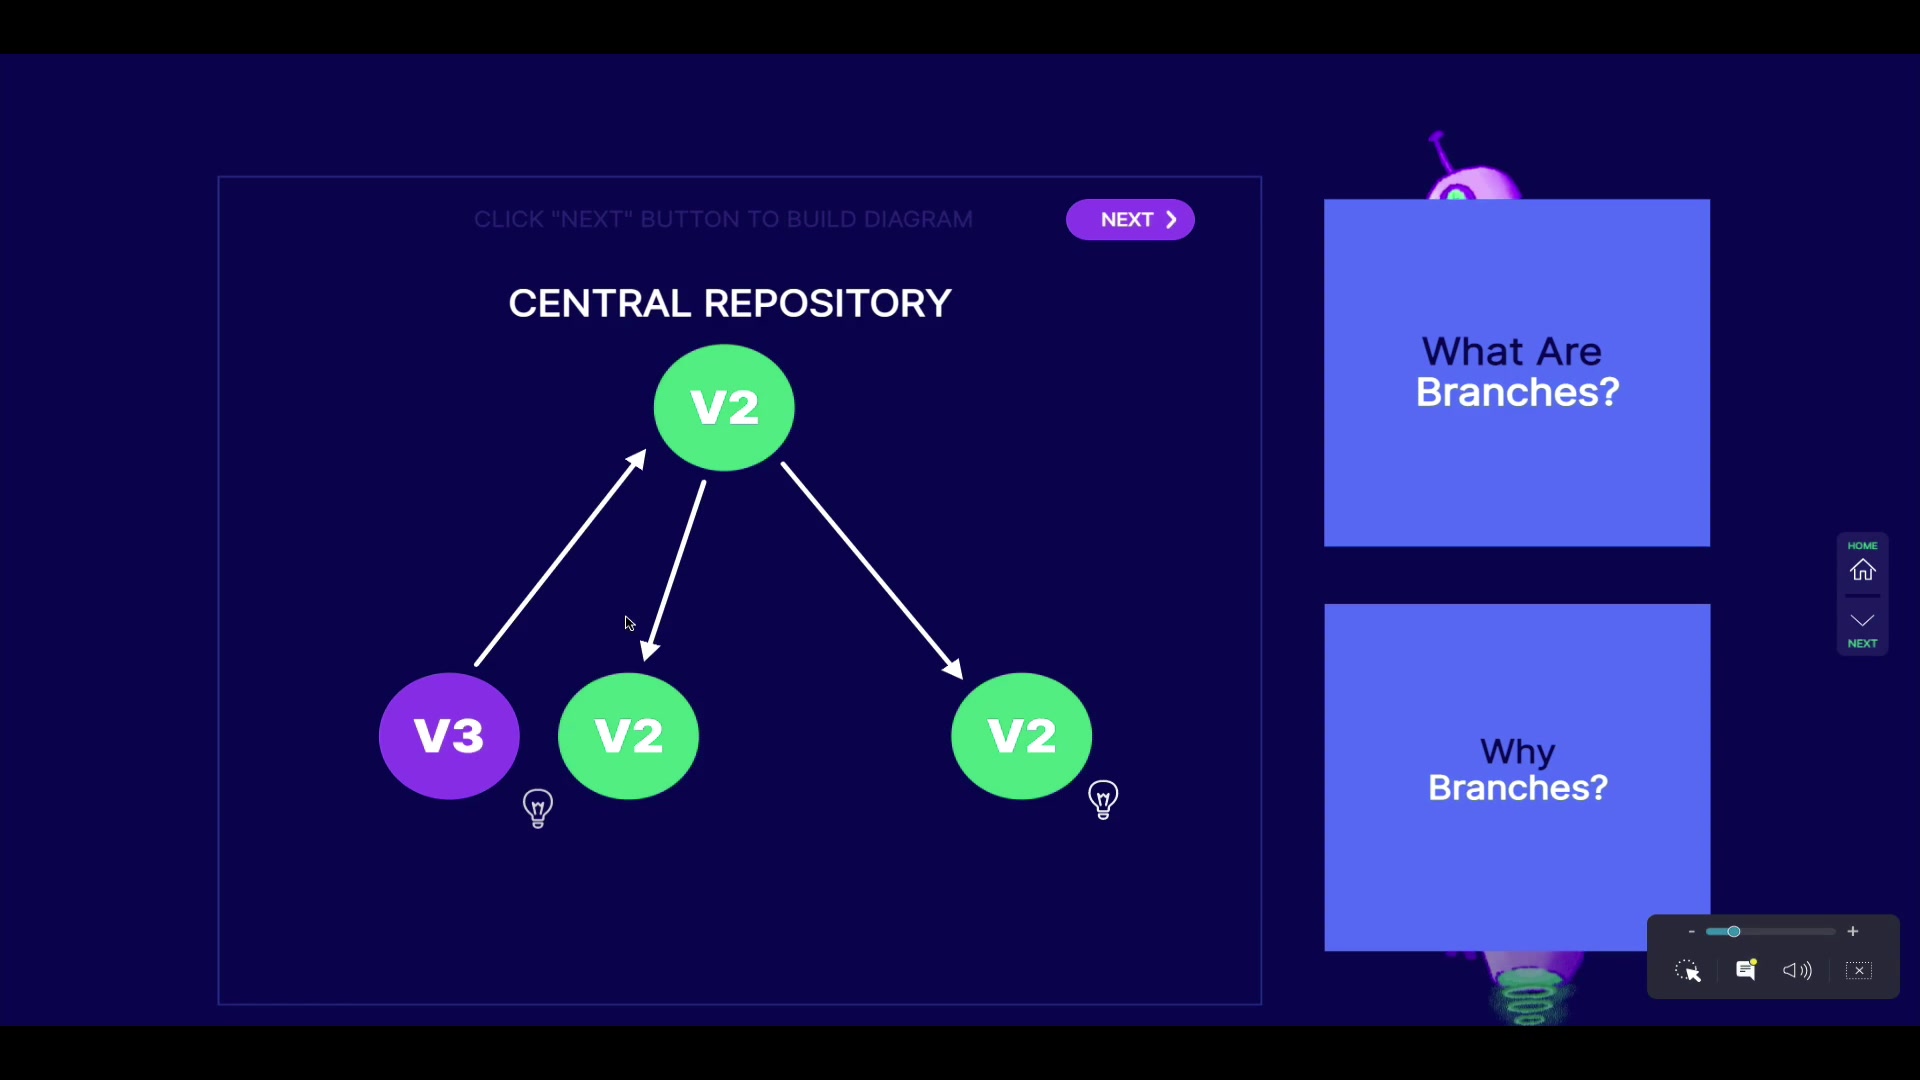 CLICK "NEXT" BUTTON TO BUILD DIAGRAM
NEXT
CENTRAL REPOSITORY
V2
V3
V2
V2
What Are
Branches?
Why
Branches?
HOME
NEXT